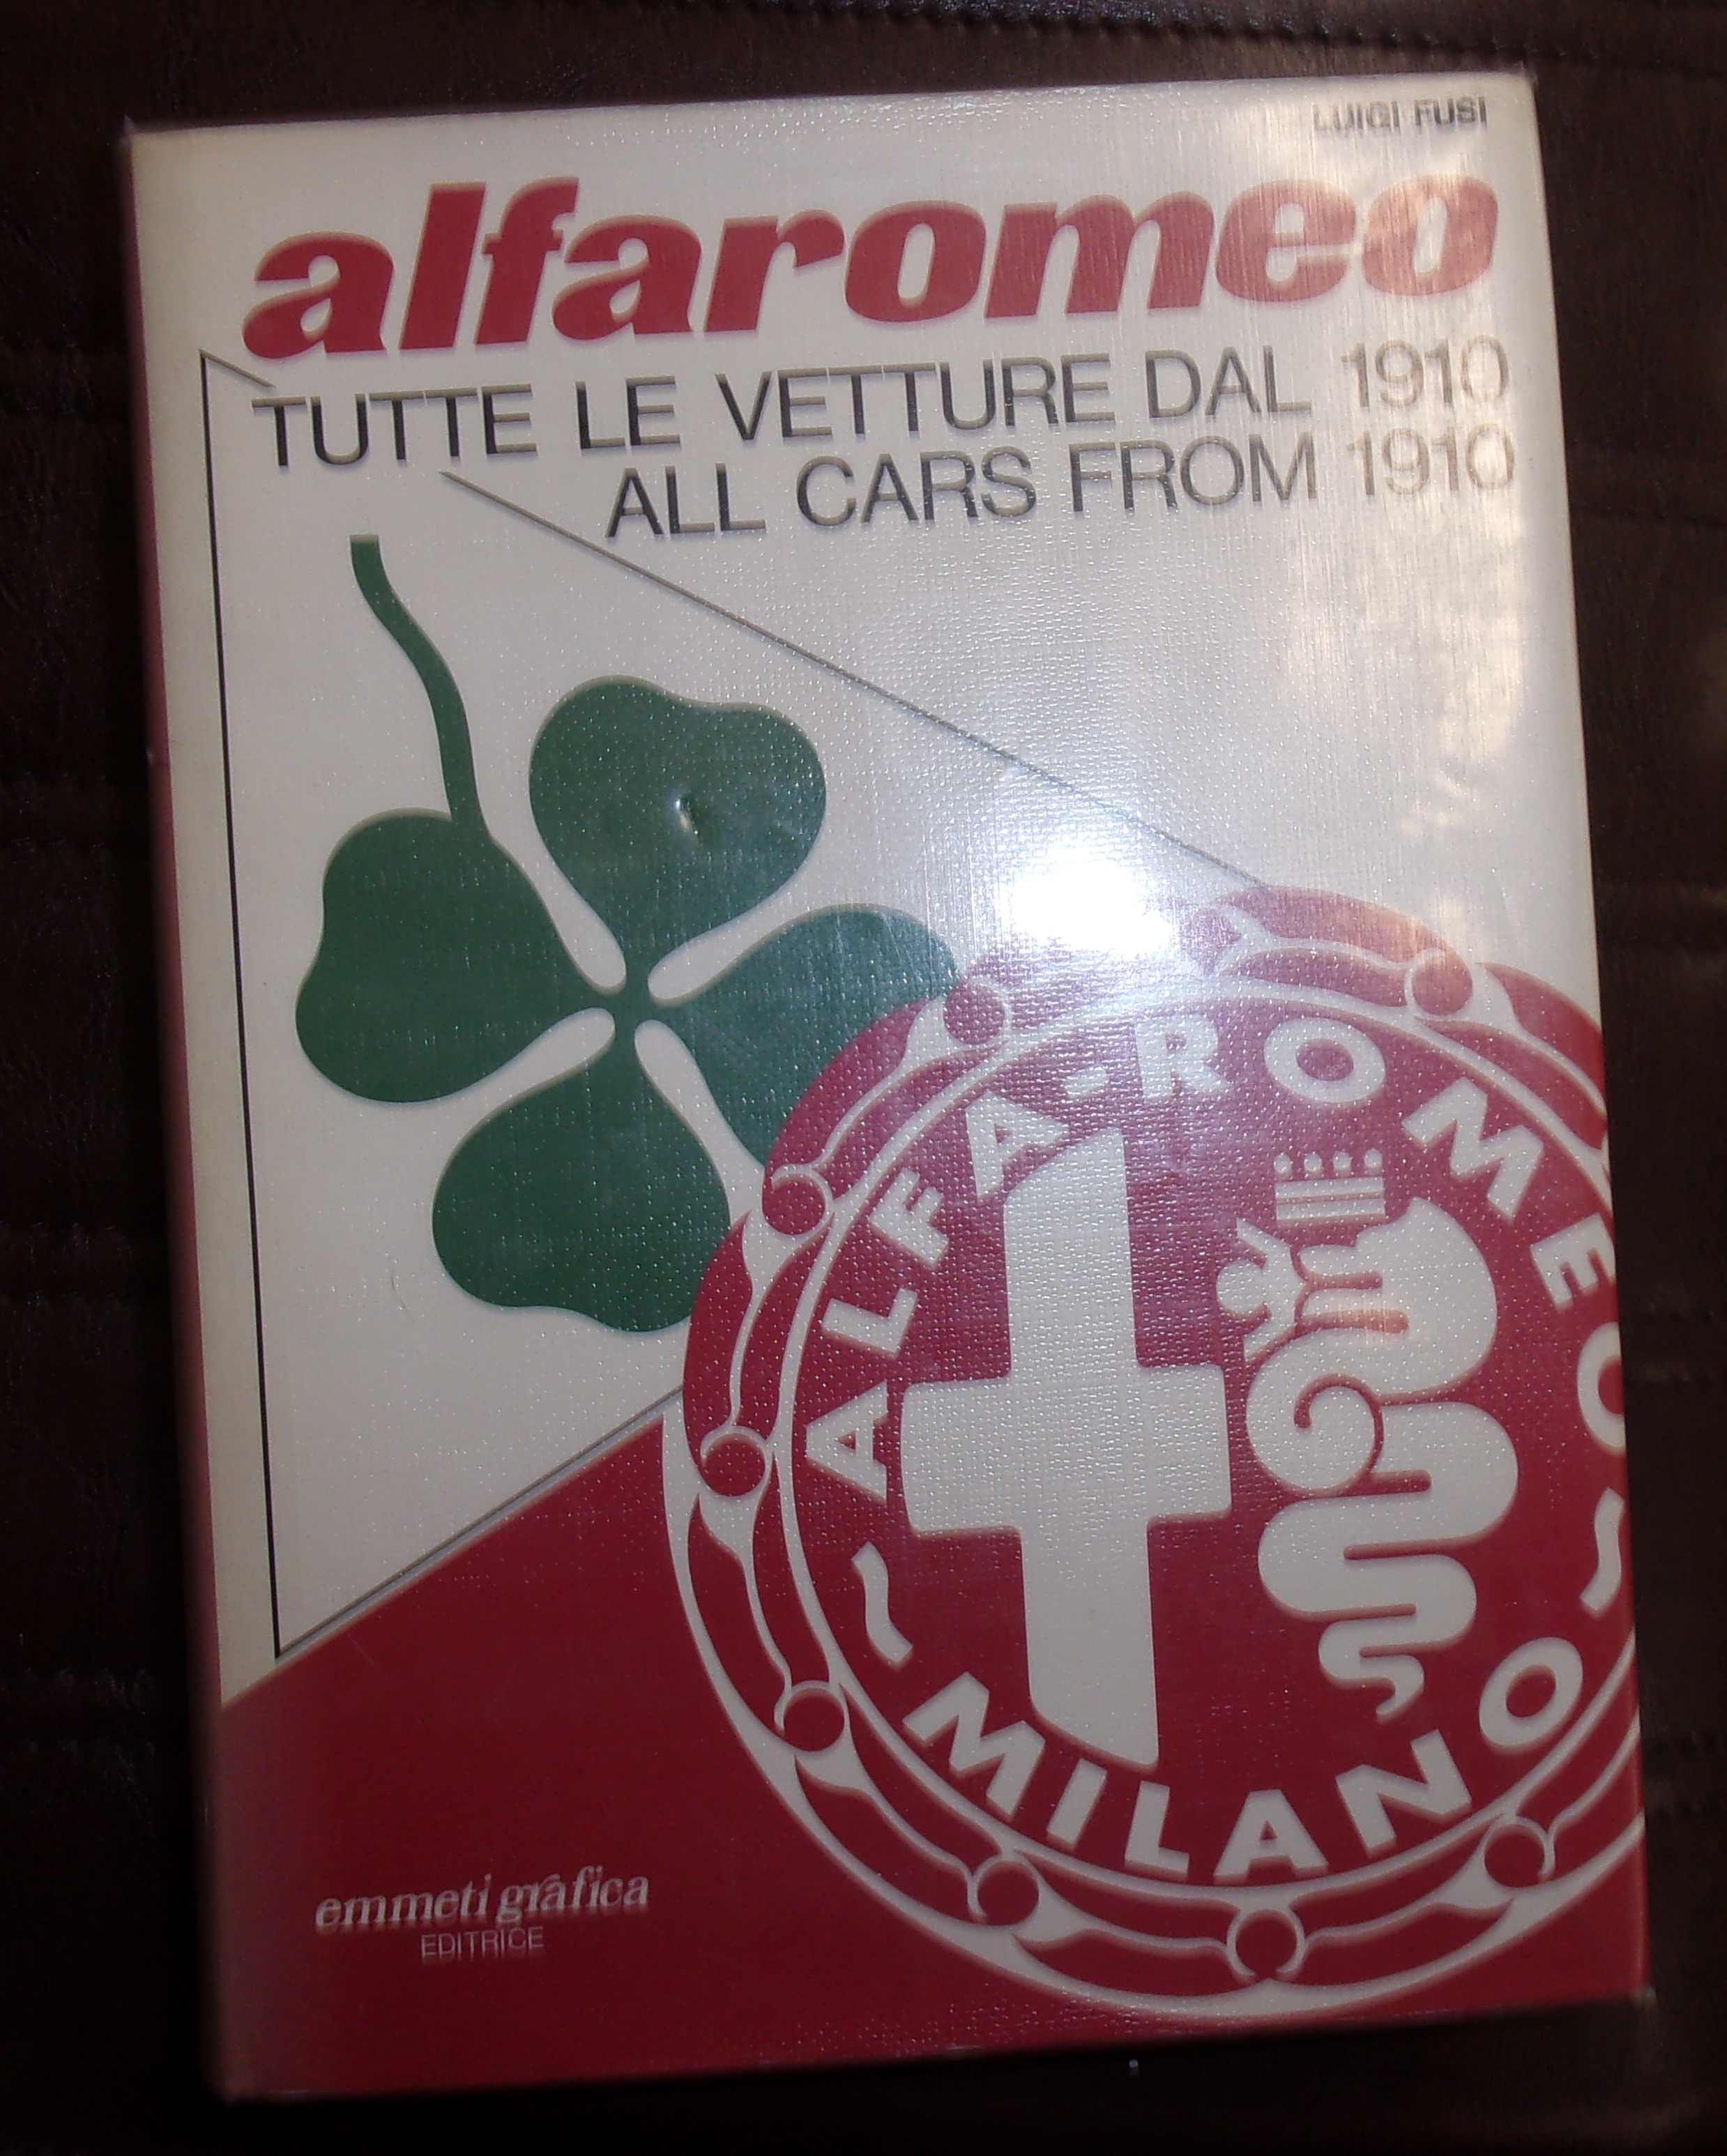 LUIGI FUSI
alfaromeo
TUTTE LE VETTURE DAL 1910
ALL CARS FROM 1910
ALFA-ROMEO
MILANO
emmeti grafica
EDITRICE